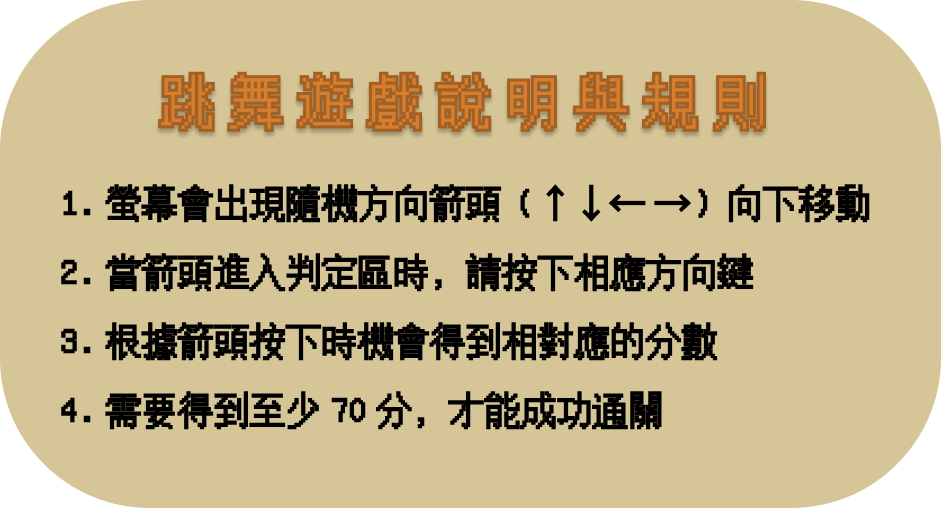 跳舞遊戲說明與規則
1. 螢幕會出現隨機方向箭� (↑↓←→) 向下移動
2. 當箭頭進入判定區時，請按下相應方向鍵
3. 根據箭頭按下時機會得到相對應的分數
4. 需要得到至少 70 分，才能成功通關